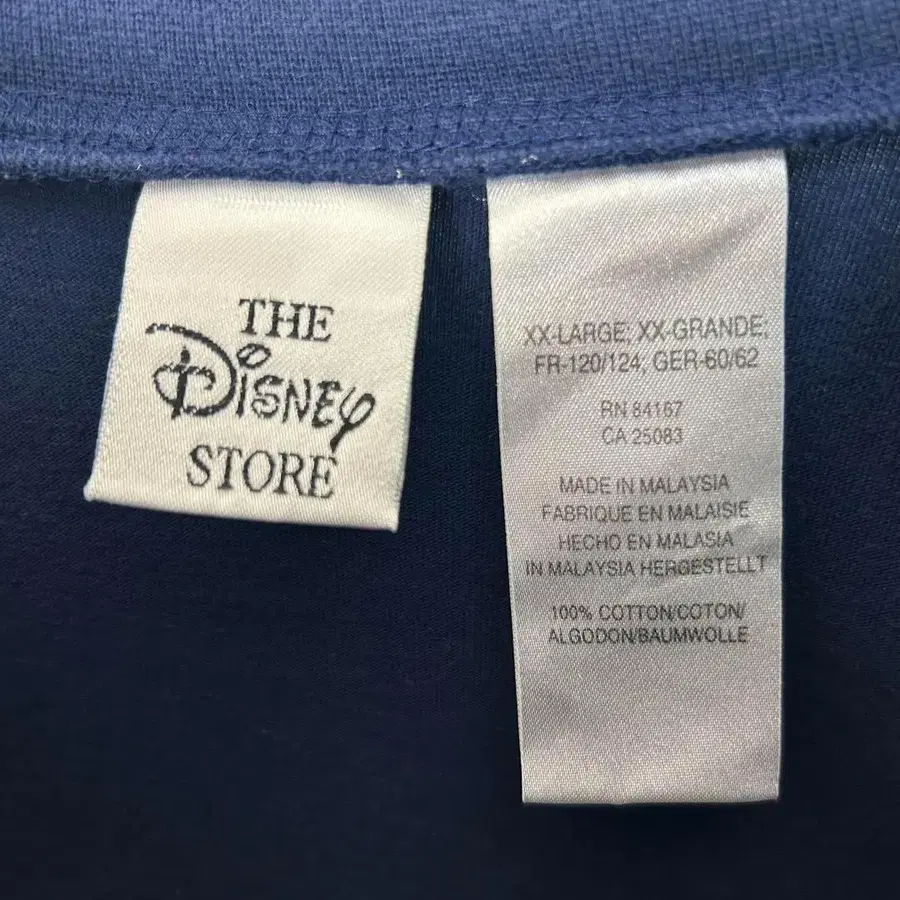 THE
Disney
STORE
XX-LARGE; XX-GRANDE;
FR-120/124, GER-60/62
RN 84167
CA 25083
MADE IN MALAYSIA
FABRIQUE EN MALAISIE
HECHO EN MALASIA
IN MALAYSIA HERGESTELLT
100% COTTON/COTON/
ALGODON/BAUMWOLLE